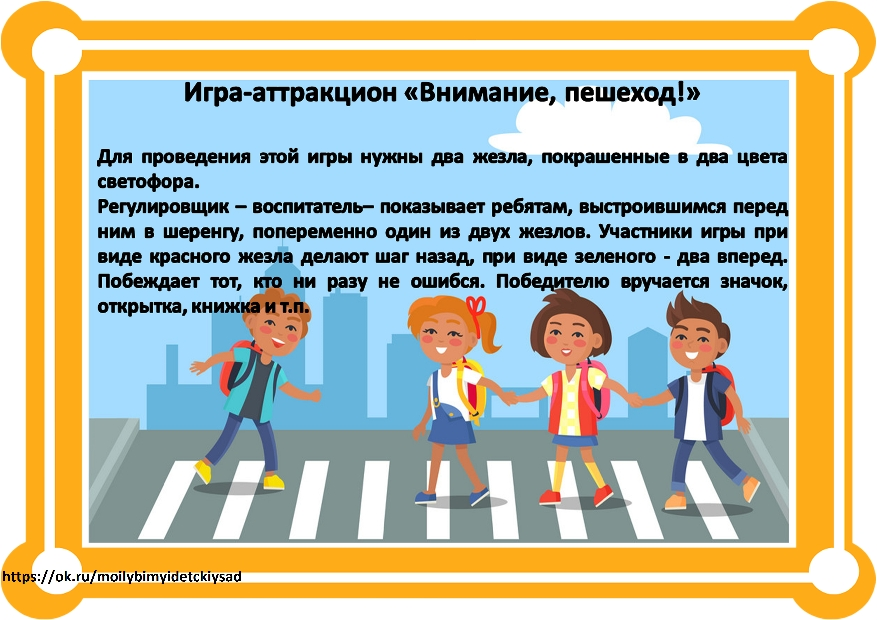 Игра-аттракцион «Внимание, пешеход!»
Для проведения этой игры нужны два жезла, покрашенные в два цвета
светофора.
Регулировщик – воспитатель– показывает ребятам, выстроившимся перед
ним в шеренгу, попеременно один из двух жезлов. Участники игры при
виде красного жезла делают шаг назад, при виде зеленого - два вперед.
Побеждает тот, кто ни разу не ошибся. Победителю вручается значок,
открытка, книжка и т.п.
https://ok.ru/moilybimyidetckiysad